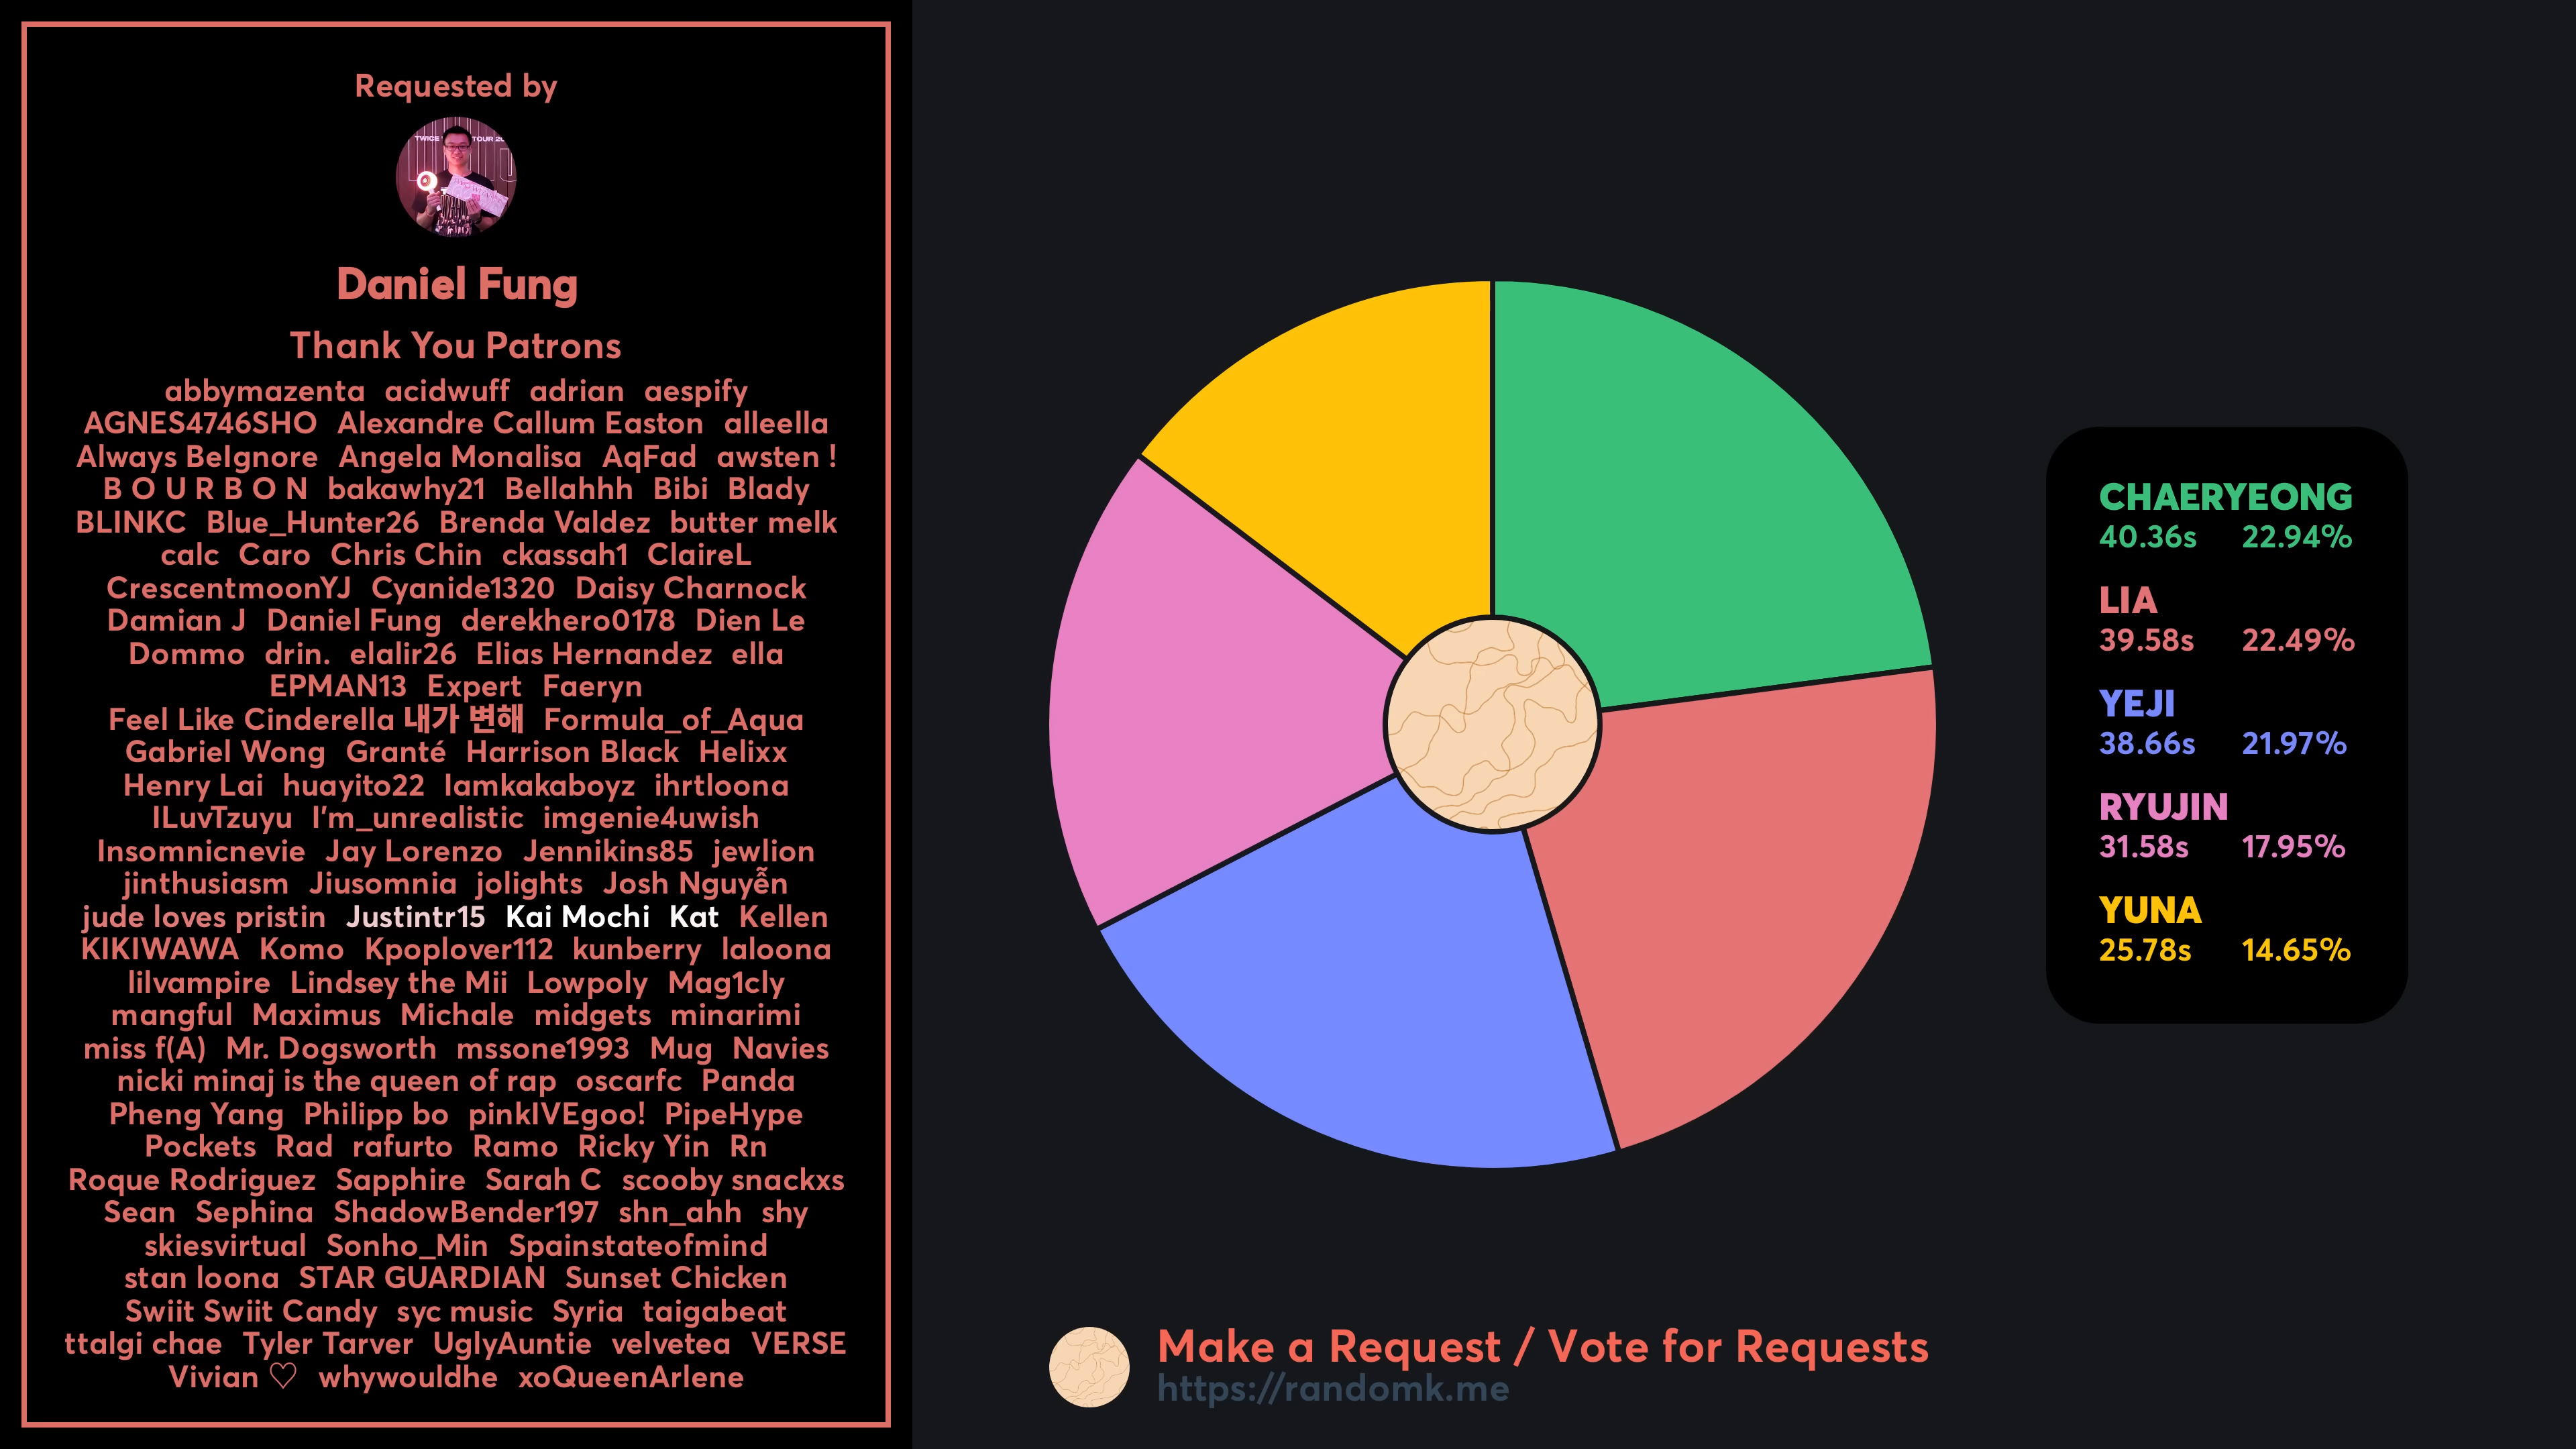 Requested by
TWICE
TOUR
Daniel Fung
Thank You Patrons
abbymazenta acidwuff adrian aespify
AGNES4746SHO Alexandre Callum Easton alleella
Always BeIgnore Angela Monalisa AqFad awsten !
B O U R B O N bakawhy21 Bellahhh Bibi Blady
BLINKC Blue_Hunter26 Brenda Valdez butter melk
calc Caro Chris Chin ckassah1 ClaireL
CrescentmoonYJ Cyanide1320 Daisy Charnock
Damian J Daniel Fung derekhero0178 Dien Le
Dommo drin. elalir26 Elias Hernandez ella
EPMAN13 Expert Faeryn
Feel Like Cinderella 내가 변해 Formula_of_Aqua
Gabriel Wong Granté Harrison Black Helixx
Henry Lai huayito22 Iamkakaboyz ihrtloona
ILuvTzuyu I'm_unrealistic imgenie4uwish
Insomnicnevie Jay Lorenzo Jennikins85 jewlion
jinthusiasm Jiusomnia jolights Josh Nguyễn
jude loves pristin Justintr15 Kai Mochi Kat Kellen
KIKIWAWA Komo Kpoplover112 kunberry laloona
lilvampire Lindsey the Mii Lowpoly Mag1cly
mangful Maximus Michale midgets minarimi
miss f(A) Mr. Dogsworth mssone1993 Mug Navies
nicki minaj is the queen of rap oscarfc Panda
Pheng Yang Philipp bo pinkIVEgoo! PipeHype
Pockets Rad rafurto Ramo Ricky Yin Rn
Roque Rodriguez Sapphire Sarah C scooby snackxs
Sean Sephina ShadowBender197 shn_ahh shy
skiesvirtual Sonho_Min Spainstateofmind
stan loona STAR GUARDIAN Sunset Chicken
Swiit Swiit Candy syc music Syria taigabeat
ttalgi chae Tyler Tarver UglyAuntie velvetea VERSE
Vivian ♡ whywouldhe xoQueenArlene
CHAERYEONG
40.36s 22.94%
LIA
39.58s 22.49%
YEJI
38.66s 21.97%
RYUJIN
31.58s 17.95%
YUNA
25.78s 14.65%
Make a Request / Vote for Requests
https://randomk.me